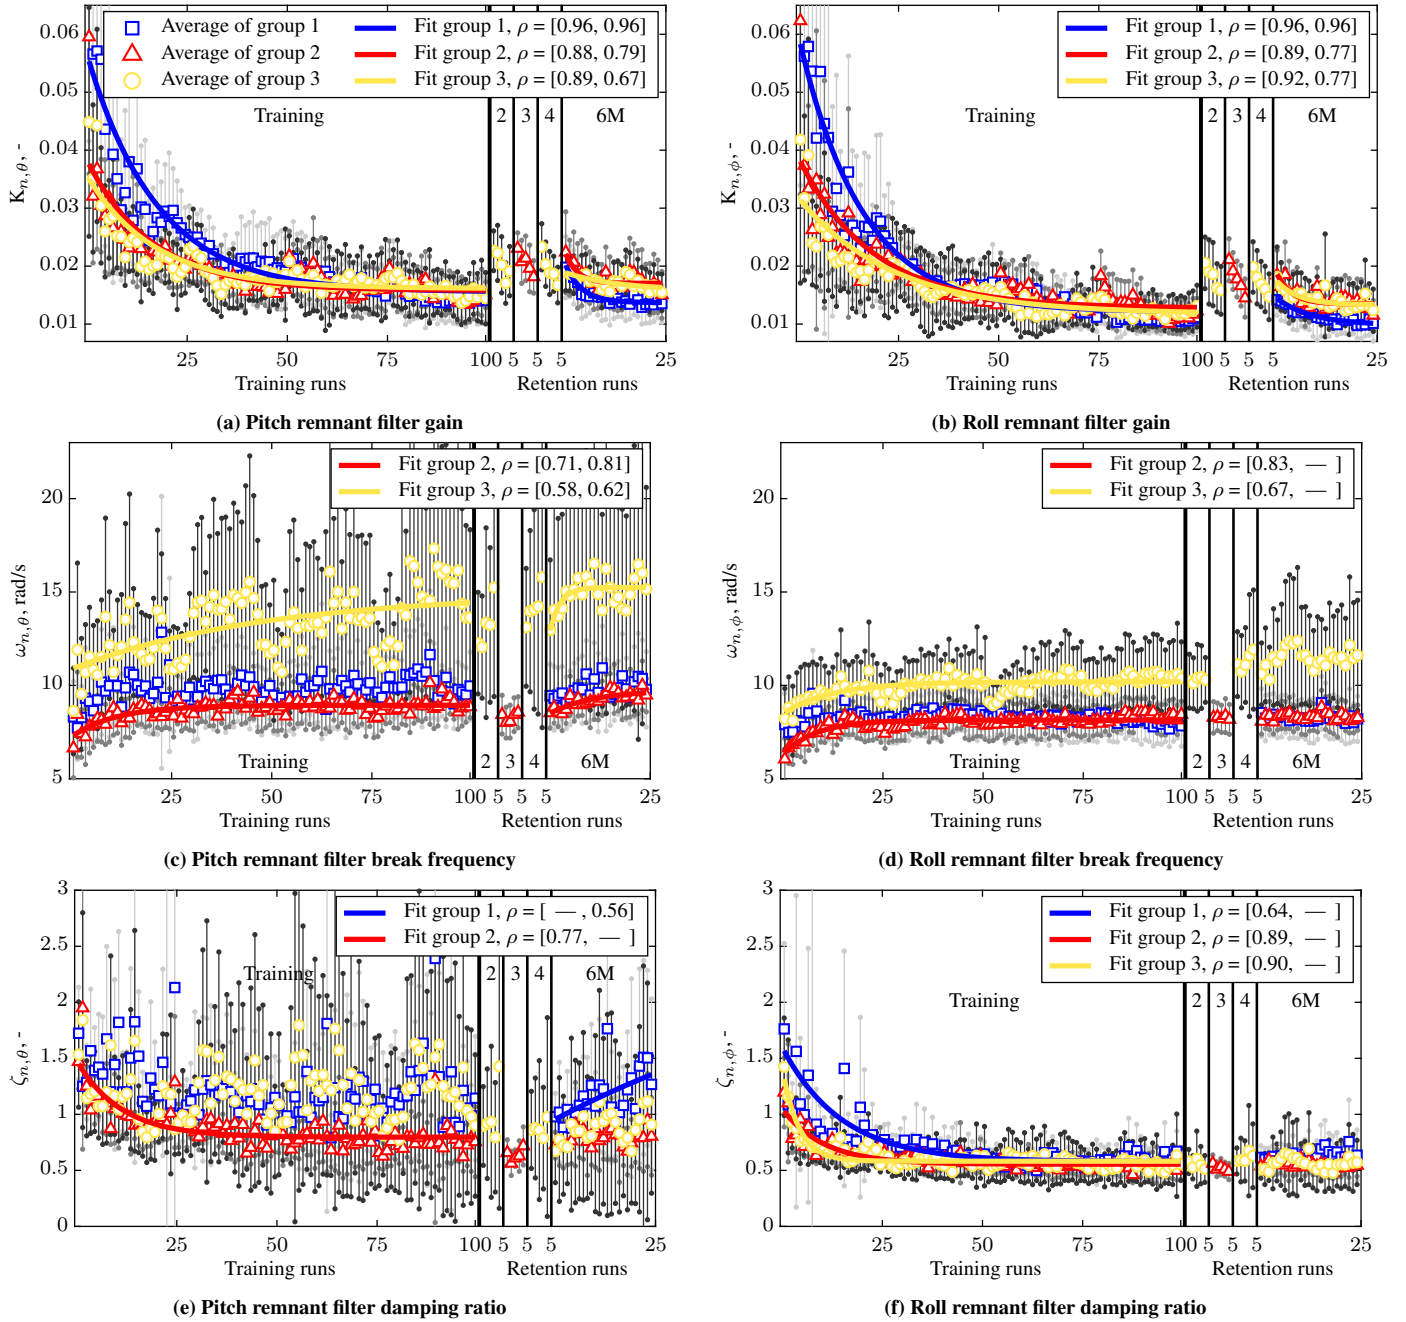 0.06
0.05
0.04
0.03
0.02
0.01
K_{n,θ}, -
Average of group 1
Average of group 2
Average of group 3
Fit group 1, ρ = [0.96, 0.96]
Fit group 2, ρ = [0.88, 0.79]
Fit group 3, ρ = [0.89, 0.67]
Training 2 3 4 6M
25 50 75 100 5 5 5 25
Training runs Retention runs
(a) Pitch remnant filter gain
0.06
0.05
0.04
0.03
0.02
0.01
K_{n,ϕ}, -
Fit group 1, ρ = [0.96, 0.96]
Fit group 2, ρ = [0.89, 0.77]
Fit group 3, ρ = [0.92, 0.77]
Training 2 3 4 6M
25 50 75 100 5 5 5 25
Training runs Retention runs
(b) Roll remnant filter gain
20
15
10
5
ω_{n,θ}, rad/s
Fit group 2, ρ = [0.71, 0.81]
Fit group 3, ρ = [0.58, 0.62]
Training 2 3 4 6M
25 50 75 100 5 5 5 25
Training runs Retention runs
(c) Pitch remnant filter break frequency
20
15
10
5
ω_{n,ϕ}, rad/s
Fit group 2, ρ = [0.83, — ]
Fit group 3, ρ = [0.67, — ]
Training 2 3 4 6M
25 50 75 100 5 5 5 25
Training runs Retention runs
(d) Roll remnant filter break frequency
3
2.5
2
1.5
1
0.5
0
ζ_{n,θ}, -
Fit group 1, ρ = [ — , 0.56]
Fit group 2, ρ = [0.77, — ]
Training 2 3 4 6M
25 50 75 100 5 5 5 25
Training runs Retention runs
(e) Pitch remnant filter damping ratio
3
2.5
2
1.5
1
0.5
0
ζ_{n,ϕ}, -
Fit group 1, ρ = [0.64, — ]
Fit group 2, ρ = [0.89, — ]
Fit group 3, ρ = [0.90, — ]
Training 2 3 4 6M
25 50 75 100 5 5 5 25
Training runs Retention runs
(f) Roll remnant filter damping ratio